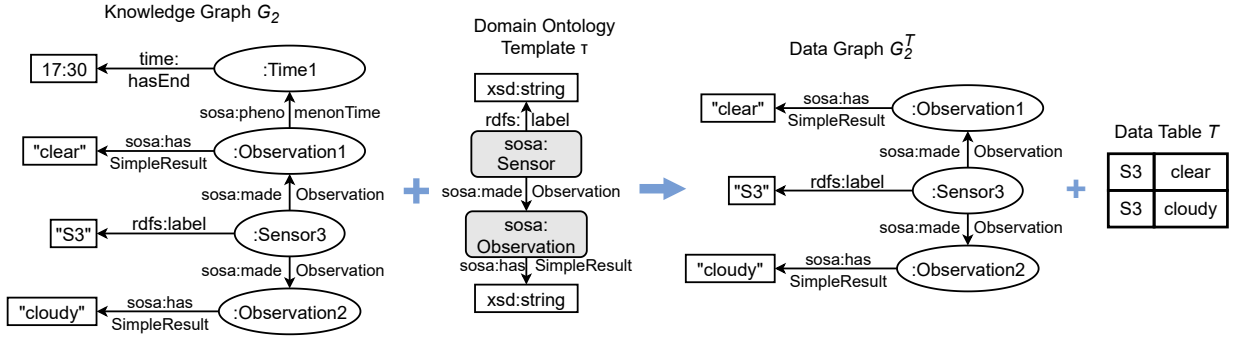 Knowledge Graph G2
17:30
time:
hasEnd
:Time1
sosa:pheno menonTime
"clear"
sosa:has
SimpleResult
:Observation1
sosa:made Observation
"S3"
rdfs:label
:Sensor3
sosa:made Observation
"cloudy"
sosa:has
SimpleResult
:Observation2
+
Domain Ontology
Template τ
xsd:string
rdfs: label
sosa:
Sensor
sosa:made Observation
sosa:
Observation
sosa:has SimpleResult
xsd:string
Data Graph G2T
"clear"
sosa:has
SimpleResult
:Observation1
sosa:made Observation
"S3"
rdfs:label
:Sensor3
sosa:made Observation
"cloudy"
sosa:has
SimpleResult
:Observation2
+
Data Table T
S3 clear
S3 cloudy